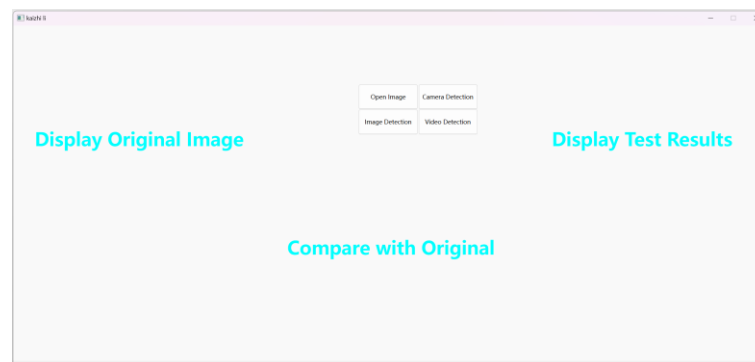 kaizhi li
Open Image
Camera Detection
Image Detection
Video Detection
Display Original Image
Display Test Results
Compare with Original